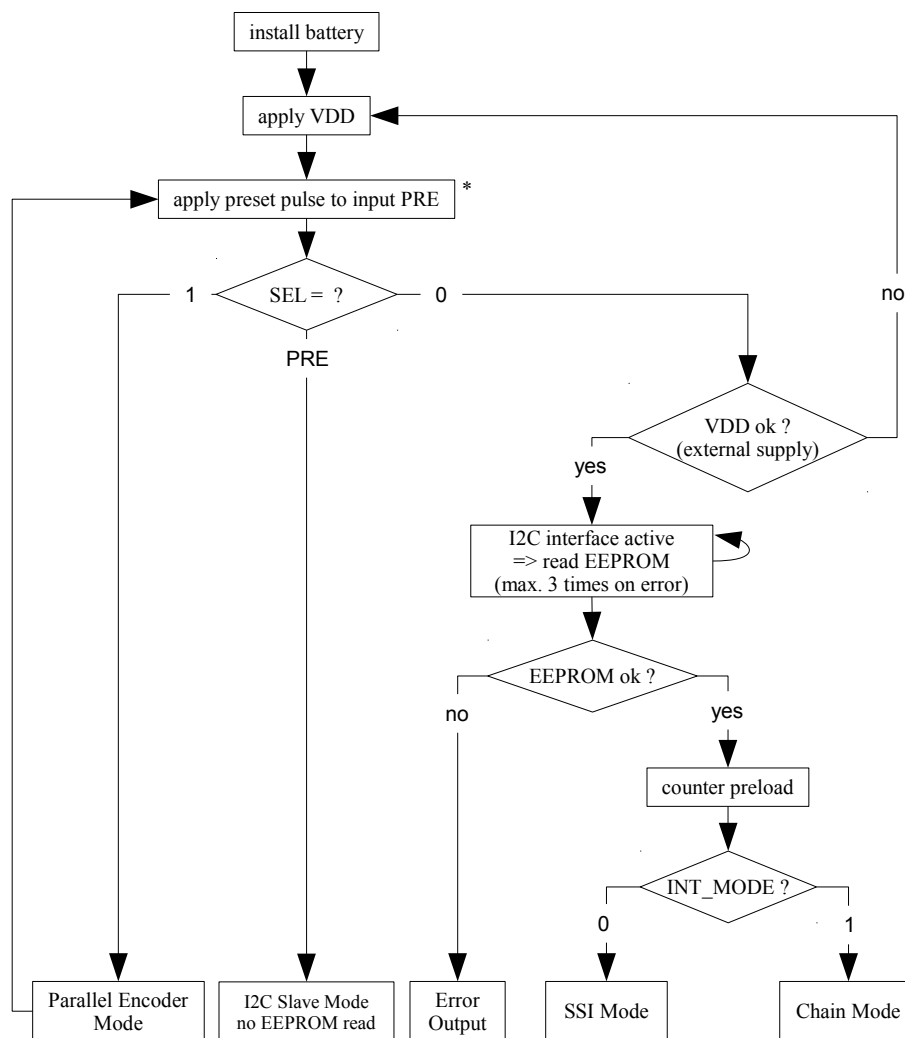 install battery
apply VDD
apply preset pulse to input PRE *
1
SEL = ?
0
no
PRE
VDD ok ?
(external supply)
yes
I2C interface active
=> read EEPROM
(max. 3 times on error)
EEPROM ok ?
no
yes
counter preload
INT_MODE ?
0
1
Parallel Encoder
Mode
I2C Slave Mode
no EEPROM read
Error
Output
SSI Mode
Chain Mode